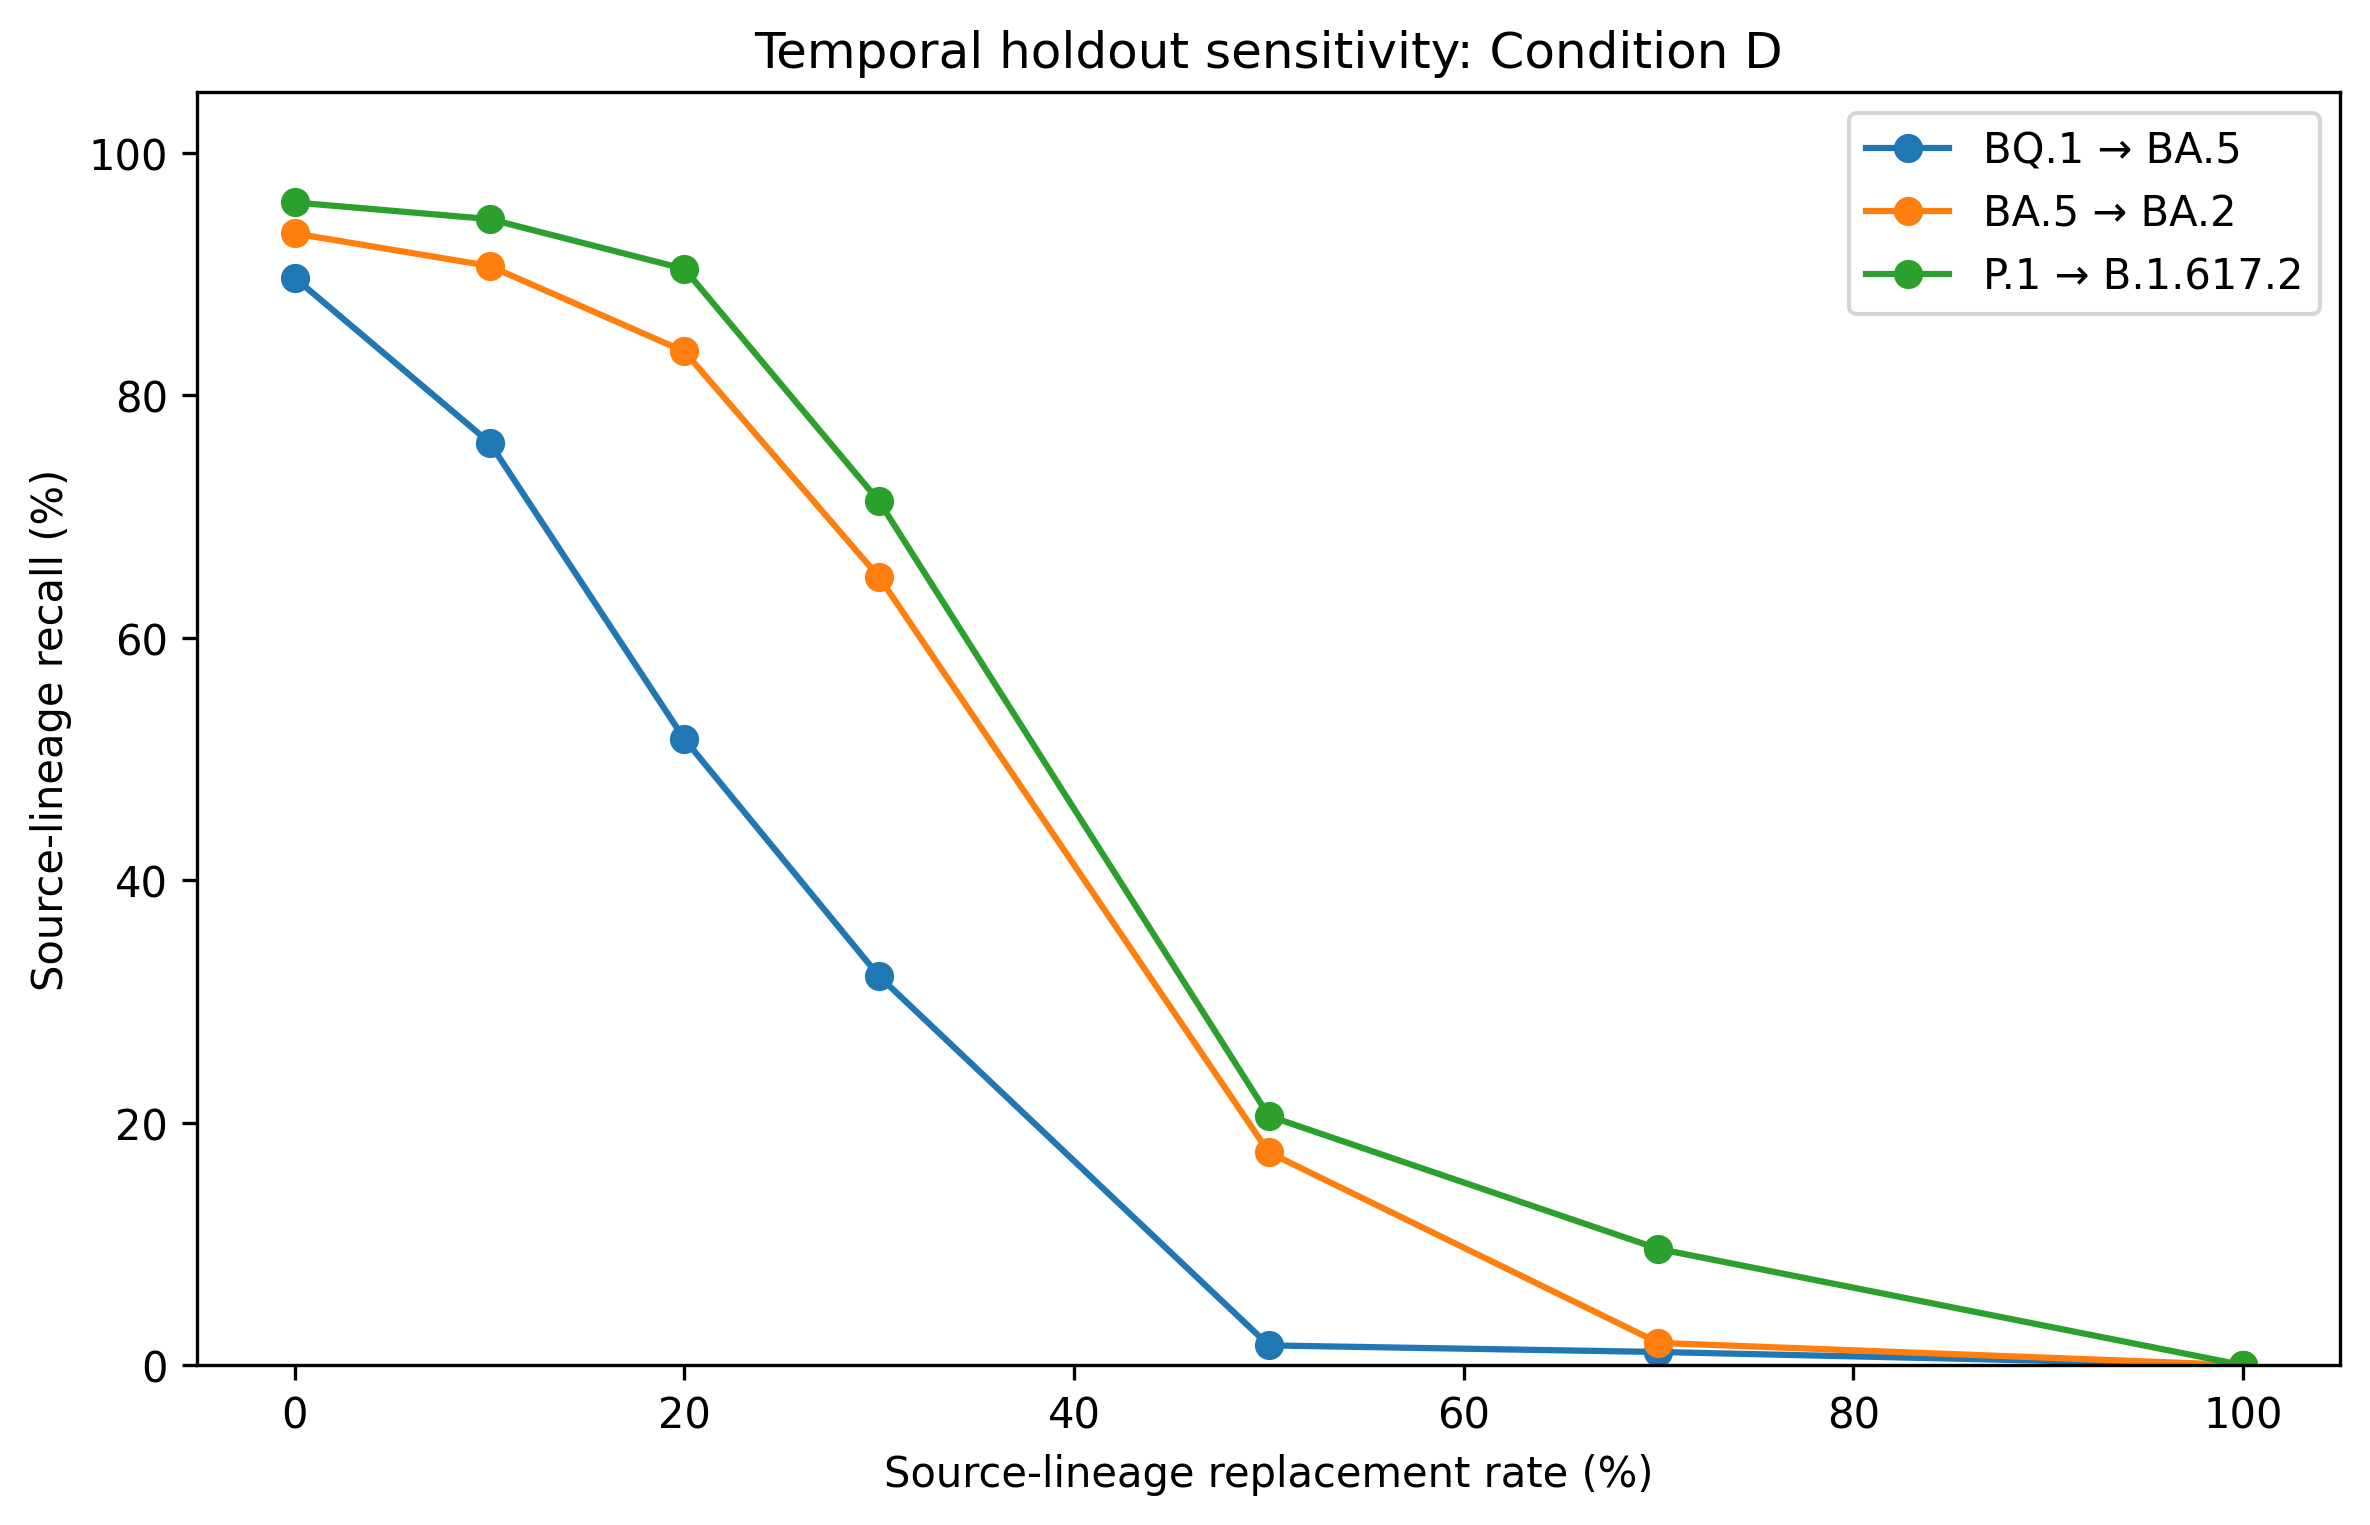 Temporal holdout sensitivity: Condition D
BQ.1 → BA.5
BA.5 → BA.2
P.1 → B.1.617.2
Source-lineage recall (%)
100
80
60
40
20
0
0 20 40 60 80 100
Source-lineage replacement rate (%)